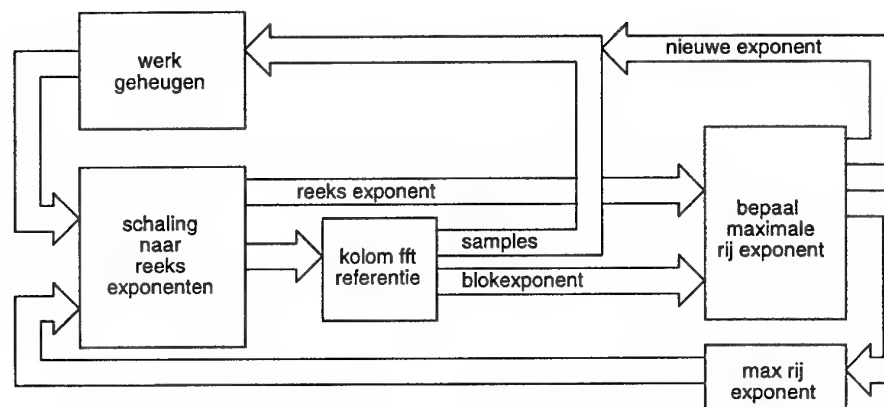 werk
geheugen
nieuwe exponent
reeks exponent
schaling
naar
reeks
exponenten
kolom fft
referentie
samples
blokexponent
bepaal
maximale
rij exponent
max rij
exponent